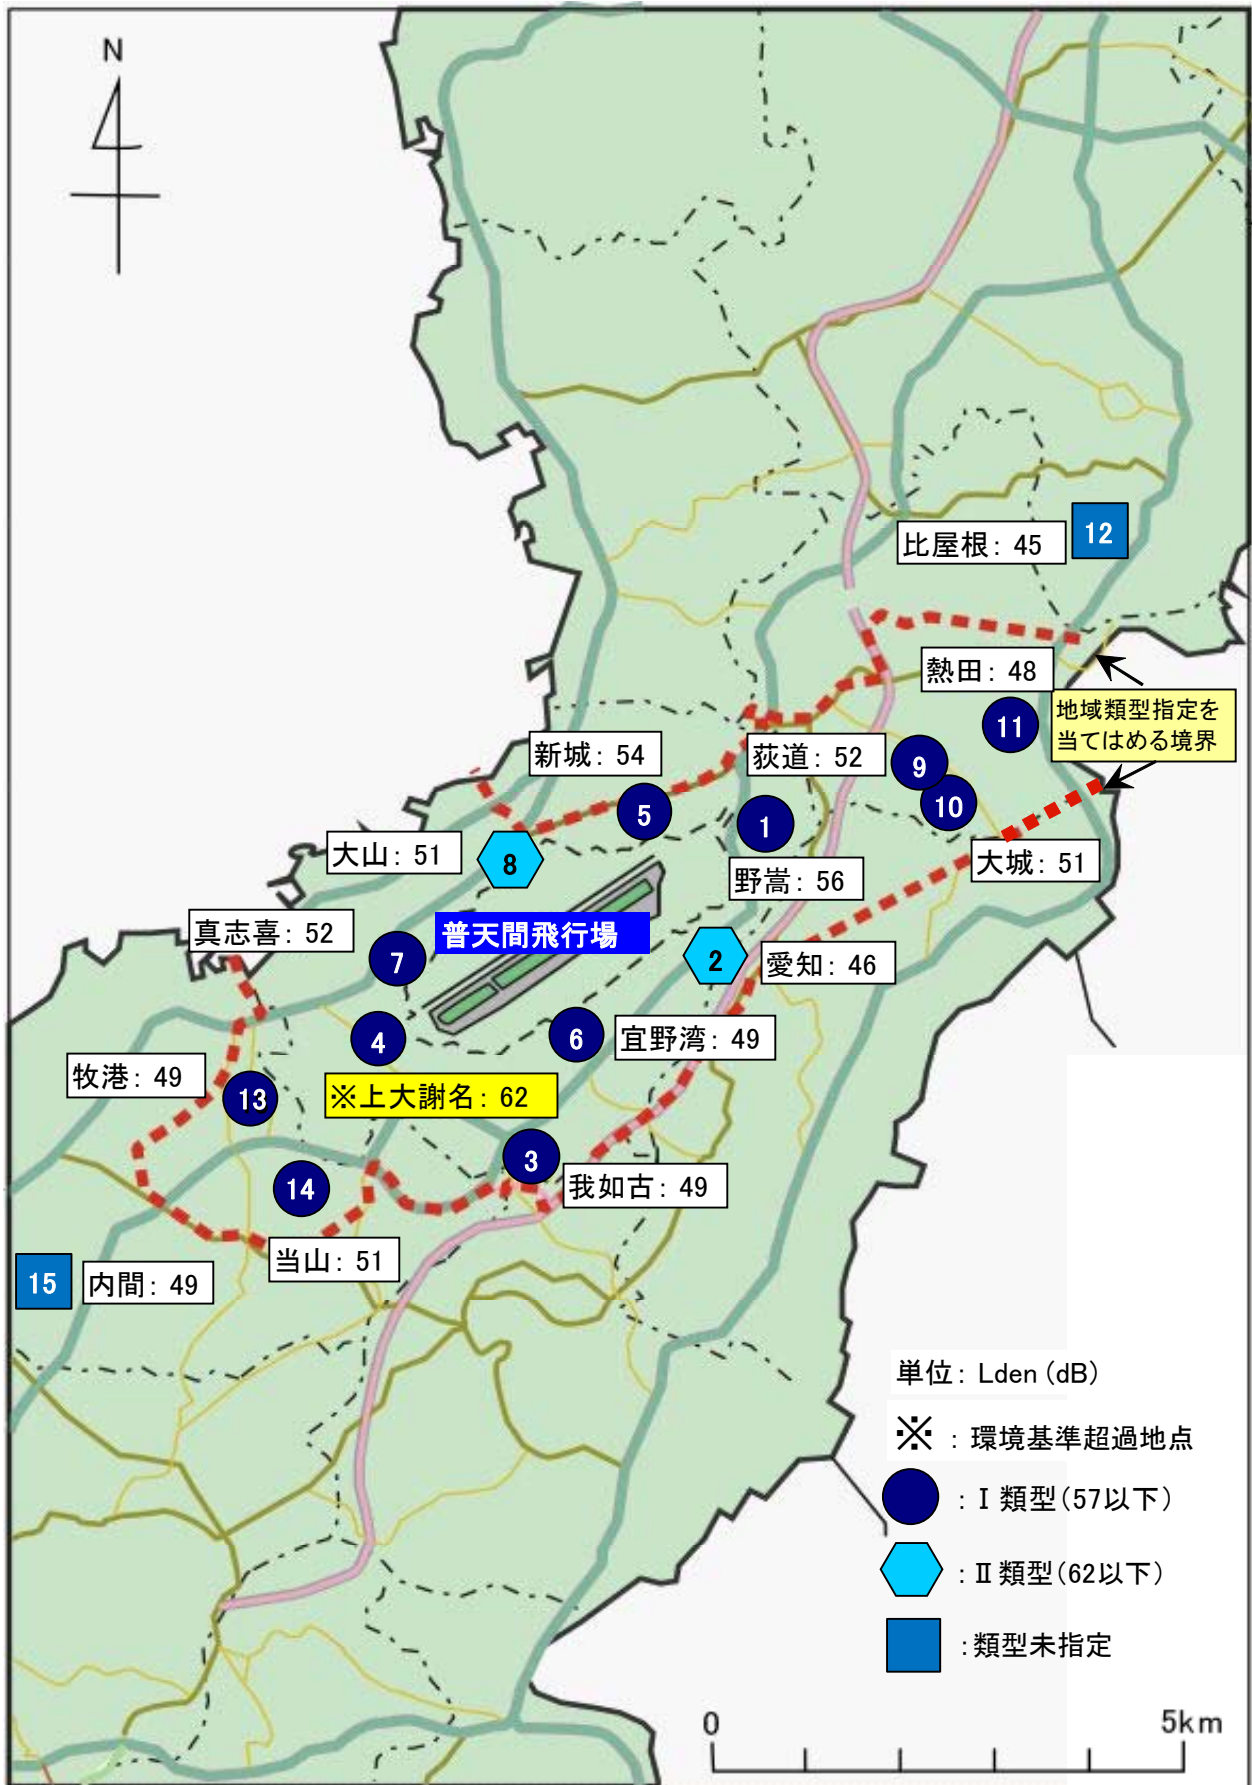 N
比屋根: 45
12
熱田: 48
11
地域類型指定を
当てはめる境界
新城: 54
荻道: 52
9
10
5
1
大山: 51
8
大城: 51
野嵩: 56
真志喜: 52
普天間飛行場
7
2
愛知: 46
4
6
宜野湾: 49
牧港: 49
13
※上大謝名: 62
3
14
我如古: 49
当山: 51
15
内間: 49
単位: Lden (dB)
※ : 環境基準超過地点
: Ⅰ 類型(57以下)
: Ⅱ 類型(62以下)
: 類型未指定
0
5km